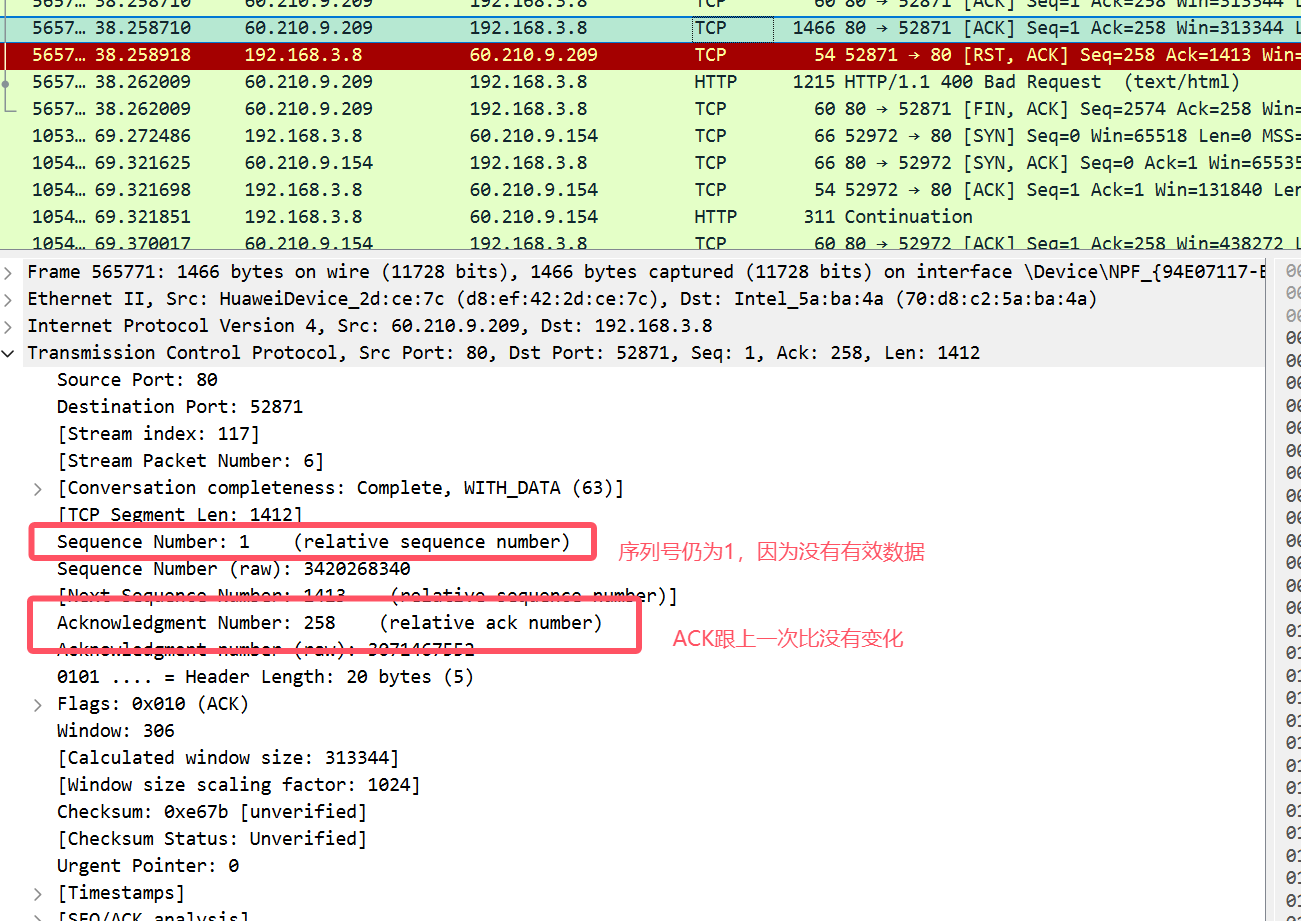 5657… 38.258710 60.210.9.209 192.168.3.8 TCP 60 80 → 52871 [ACK] Seq=1 Ack=258 Win=313344 L
5657… 38.258710 60.210.9.209 192.168.3.8 TCP 1466 80 → 52871 [ACK] Seq=1 Ack=258 Win=313344 L
5657… 38.258918 192.168.3.8 60.210.9.209 TCP 54 52871 → 80 [RST, ACK] Seq=258 Ack=1413 Win=
5657… 38.262009 60.210.9.209 192.168.3.8 HTTP 1215 HTTP/1.1 400 Bad Request (text/html)
5657… 38.262009 60.210.9.209 192.168.3.8 TCP 60 80 → 52871 [FIN, ACK] Seq=2574 Ack=258 Win=
1053… 69.272486 192.168.3.8 60.210.9.154 TCP 66 52972 → 80 [SYN] Seq=0 Win=65518 Len=0 MSS=
1054… 69.321625 60.210.9.154 192.168.3.8 TCP 66 80 → 52972 [SYN, ACK] Seq=0 Ack=1 Win=65535
1054… 69.321698 192.168.3.8 60.210.9.154 TCP 54 52972 → 80 [ACK] Seq=1 Ack=1 Win=131840 Len
1054… 69.321851 192.168.3.8 60.210.9.154 HTTP 311 Continuation
1054… 69.370017 60.210.9.154 192.168.3.8 TCP 60 80 → 52972 [ACK] Seq=1 Ack=258 Win=438272 L
Frame 565771: 1466 bytes on wire (11728 bits), 1466 bytes captured (11728 bits) on interface \Device\NPF_{94E07117-E
Ethernet II, Src: HuaweiDevice_2d:ce:7c (d8:ef:42:2d:ce:7c), Dst: Intel_5a:ba:4a (70:d8:c2:5a:ba:4a)
Internet Protocol Version 4, Src: 60.210.9.209, Dst: 192.168.3.8
Transmission Control Protocol, Src Port: 80, Dst Port: 52871, Seq: 1, Ack: 258, Len: 1412
Source Port: 80
Destination Port: 52871
[Stream index: 117]
[Stream Packet Number: 6]
[Conversation completeness: Complete, WITH_DATA (63)]
[TCP Segment Len: 1412]
Sequence Number: 1 (relative sequence number)
序列号仍为1，因为没有有效数据
Sequence Number (raw): 3420268340
[Next Sequence Number: 1413 (relative sequence number)]
Acknowledgment Number: 258 (relative ack number)
ACK跟上一次比没有变化
Acknowledgment number (raw): 3071467552
0101 .... = Header Length: 20 bytes (5)
Flags: 0x010 (ACK)
Window: 306
[Calculated window size: 313344]
[Window size scaling factor: 1024]
Checksum: 0xe67b [unverified]
[Checksum Status: Unverified]
Urgent Pointer: 0
[Timestamps]
[SEQ/ACK analysis]